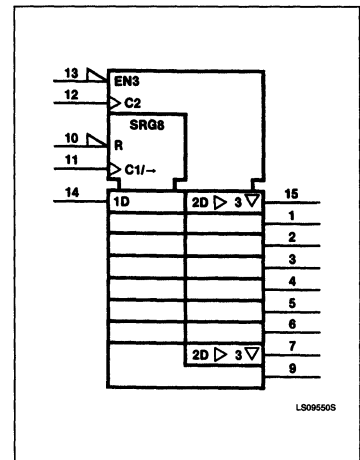 13 EN3
12 C2
SRG8
10 R
11 C1/→
14 1D 2D ▷ 3 ▽ 15
1
2
3
4
5
6
2D ▷ 3 ▽ 7
9
LS09550S